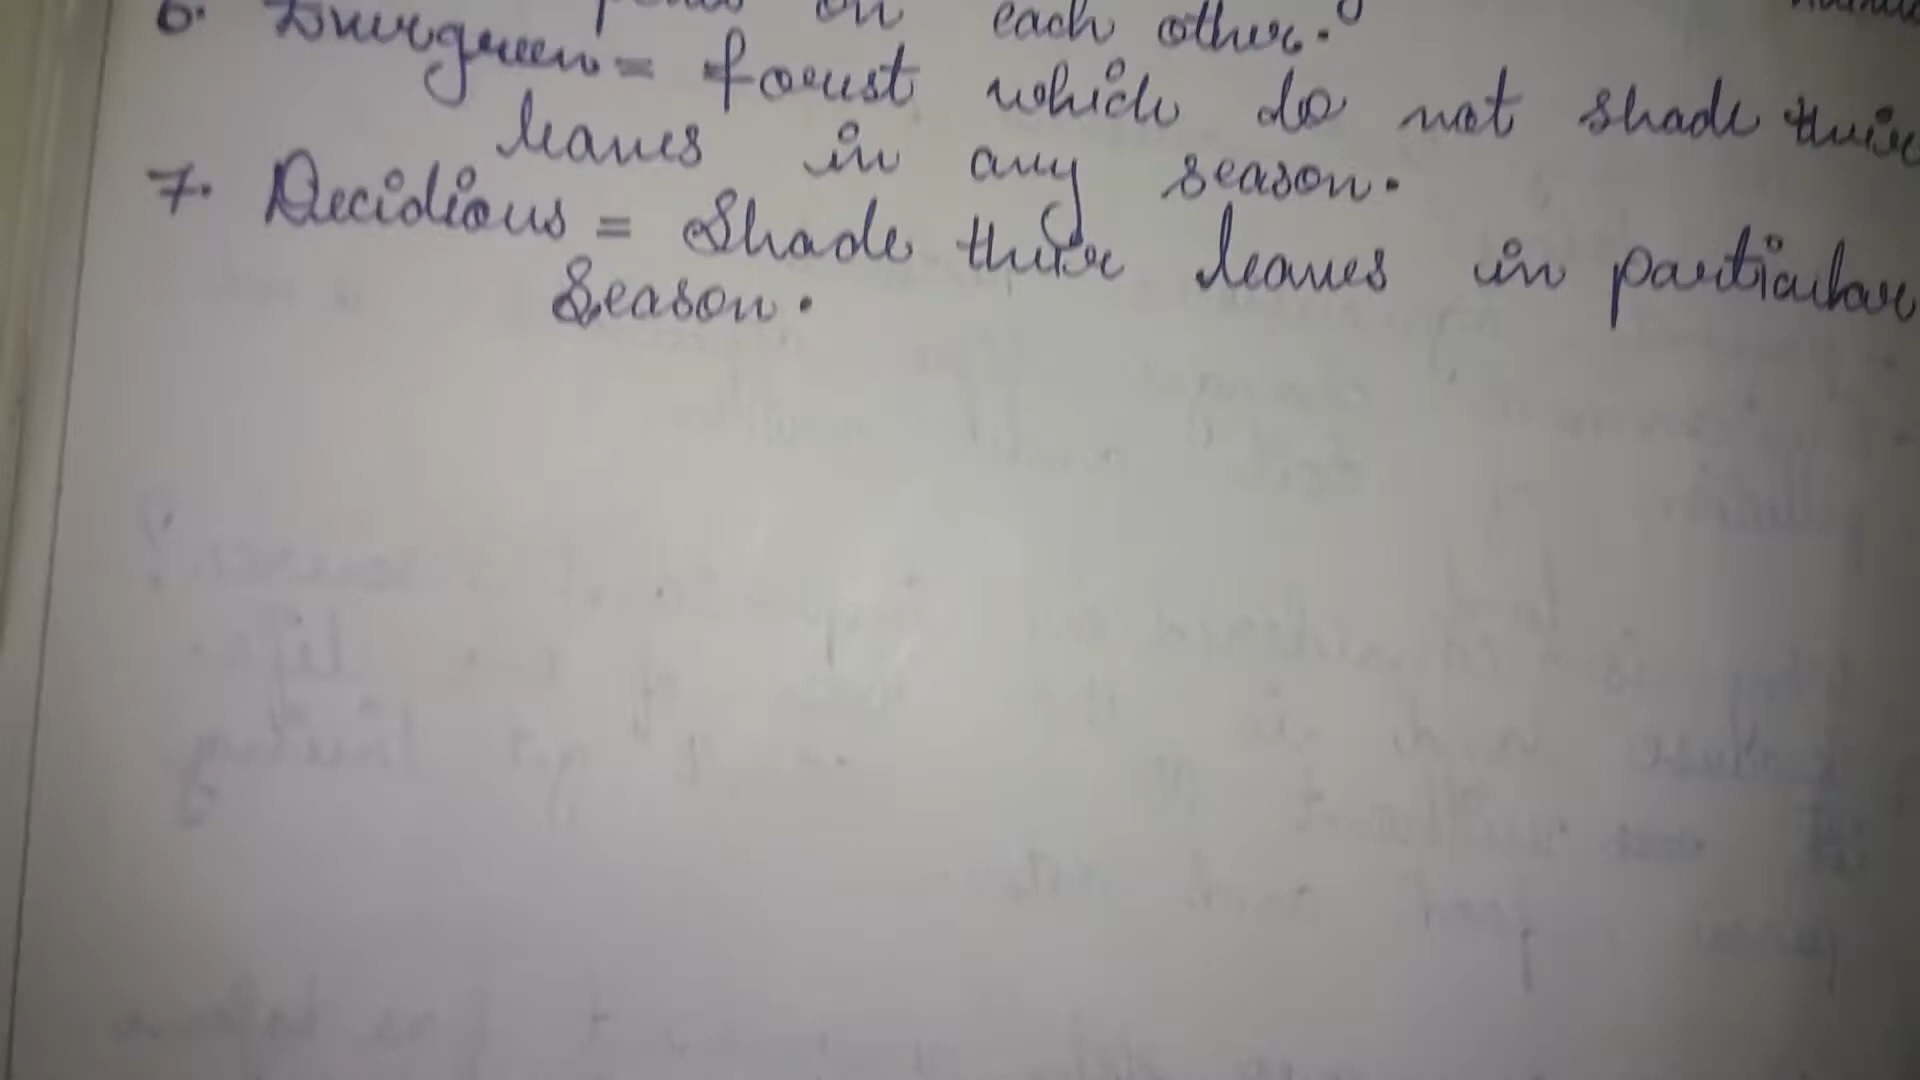 on each other.
6. Evergreen = forest which do not shade their
leaves in any season.
7. Decidious = Shade their leaves in particular
Season.